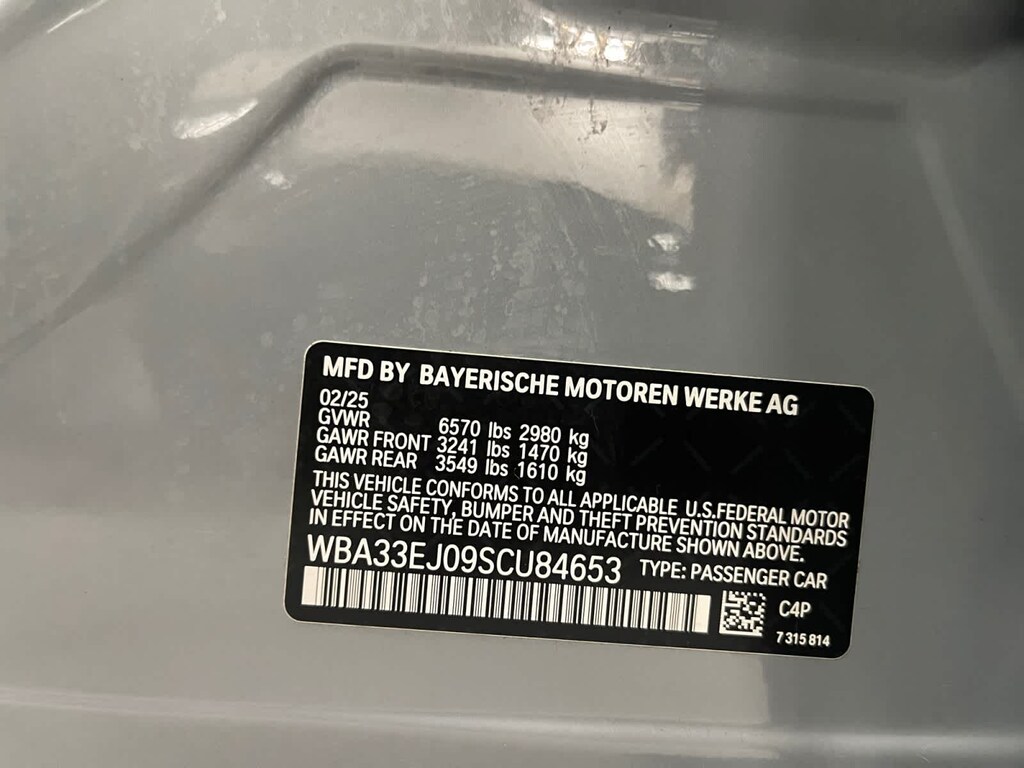 MFD BY BAYERISCHE MOTOREN WERKE AG
02/25
GVWR 6570 lbs 2980 kg
GAWR FRONT 3241 lbs 1470 kg
GAWR REAR 3549 lbs 1610 kg
THIS VEHICLE CONFORMS TO ALL APPLICABLE U.S.FEDERAL MOTOR
VEHICLE SAFETY, BUMPER AND THEFT PREVENTION STANDARDS
IN EFFECT ON THE DATE OF MANUFACTURE SHOWN ABOVE.
WBA33EJ09SCU84653 TYPE: PASSENGER CAR
C4P
7 315 814